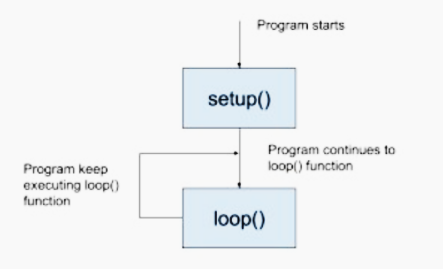 Program starts
setup()
Program continues to
loop() function
Program keep
executing loop()
function
loop()